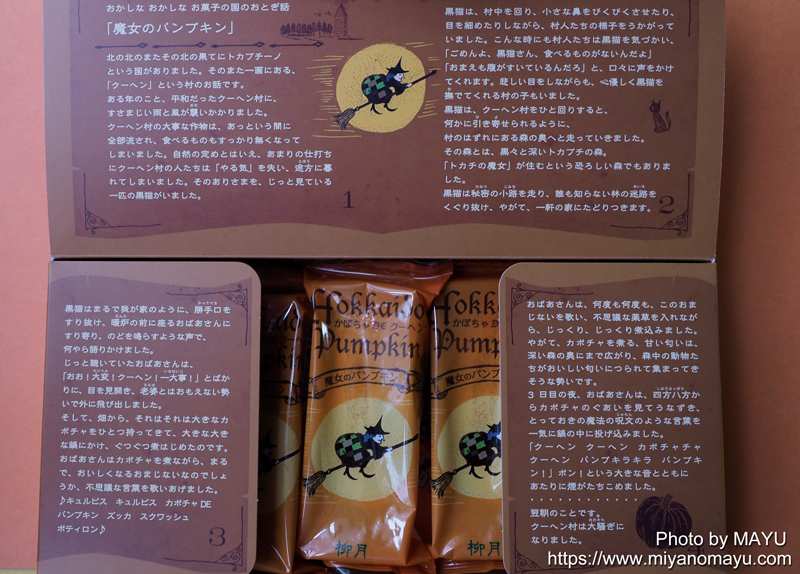 おかしな おかしな お菓子の国のおとぎ話
「魔女のパンプキン」
北の北のまたその北の果てにトカプチーノ
という国がありました。そのまた一画にある、
「クーヘン」という村のお話です。
ある年のこと、平和だったクーヘン村に、
すさまじい雨と風が襲いかかりました。
クーヘン村の大事な作物は、あっという間に
全部流され、食べるものもすっかり無くなって
しまいました。自然の定めとはいえ、あまりの仕打ち
にクーヘン村の人たちは「やる気」を失い、途方に暮
れてしまいました。そのありさまを、じっと見ている
一匹の黒猫がいました。
1
黒猫は、村中を回り、小さな鼻をぴくぴくさせたり、
目を細めたりしながら、村人たちの様子をうかがって
いました。こんな時にも村人たちは黒猫を気づかい、
「ごめんよ、黒猫さん、食べるものがないんだよ」
「おまえも腹がすいているんだろ」と、口々に声をかけ
てくれます。悲しい目をしながらも、心優しく黒猫を
撫でてくれる村の子もいました。
黒猫は、クーヘン村をひと回りすると、
何かに引き寄せられるように、
村のはずれにある森の奥へと走っていきました。
その森とは、黒々と深いトカプチの森。
「トカチの魔女」が住むという恐ろしい森でもありま
した。
黒猫は秘密の小路を走り、誰も知らない林の迷路を
くぐり抜け、やがて、一軒の家にたどりつきます。
2
黒猫はまるで我が家のように、勝手口を
すり抜け、暖炉の前に座るおばあさんに
すり寄り、のどを鳴らすような声で、
何やら語りかけました。
じっと聴いていたおばあさんは、
「おお！大変！クーヘン！一大事！」とばか
りに、目を見開き、老婆とはおもえない勢
いで外に飛び出しました。
そして、畑から、それはそれは大きなカ
ボチャをひとつ持ってきて、大きな大き
な鍋にかけ、ぐつぐつ煮はじめたのです。
おばあさんはカボチャを煮ながら、まる
で、おいしくなるおまじないなのでしょ
うか、不思議な言葉を歌いあげました。
♪キュルビス キュルビス カボチャDE
パンプキン ズッカ スクワッシュ
ポティロン♪
3
Hokkaido
かぼちゃ DE クーヘン
Pumpkin
魔女のパンプキン
柳月
Hokkaido
かぼちゃ DE
Pumpkin
魔女のパンプキン
柳月
おばあさんは、何度も何度も、このおま
じないを歌い、不思議な薬草を入れなが
ら、じっくり、じっくり煮込みました。
やがて、カボチャを煮る、甘い匂いは、
深い森の奥にまで広がり、森中の動物た
ちがおいしい匂いにつられて集まってき
そうな勢いです。
3日目の夜、おばあさんは、四方八方か
らカボチャのぐあいを見てうなずき、
とっておきの魔法の呪文のような言葉を
一気に鍋の中に投げ込みました。
「クーヘン クーヘン カボチャチャチャ
クーヘン パンプキラキラ パンプキ
ン！」ボン！という大きな音とともに
あたりに煙がたちこめました。
・・・・・・・・・・・・
翌朝のことです。
クーヘン村は大騒ぎに
なりました。
Photo by MAYU
https://www.miyanomayu.com/